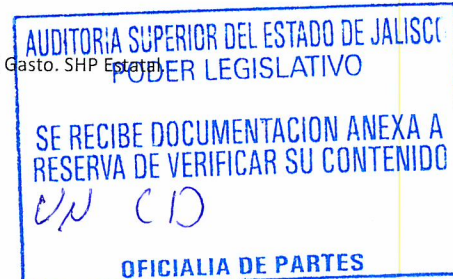 AUDITORIA SUPERIOR DEL ESTADO DE JALISCO
Gasto. SHP Estatal.
PODER LEGISLATIVO
SE RECIBE DOCUMENTACION ANEXA A
RESERVA DE VERIFICAR SU CONTENIDO
UN CD
OFICIALIA DE PARTES